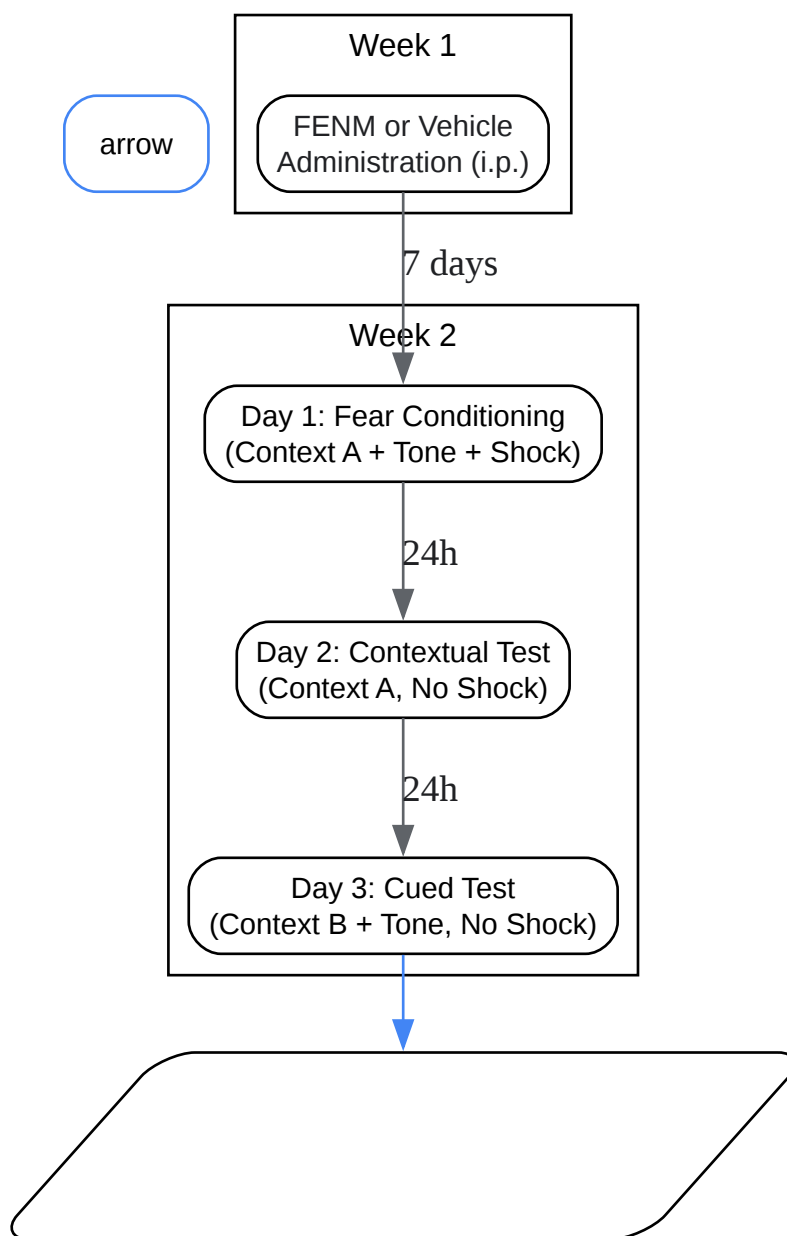 Week 1
arrow
FENM or Vehicle
Administration (i.p.)
7 days
Week 2
Day 1: Fear Conditioning
(Context A + Tone + Shock)
24h
Day 2: Contextual Test
(Context A, No Shock)
24h
Day 3: Cued Test
(Context B + Tone, No Shock)